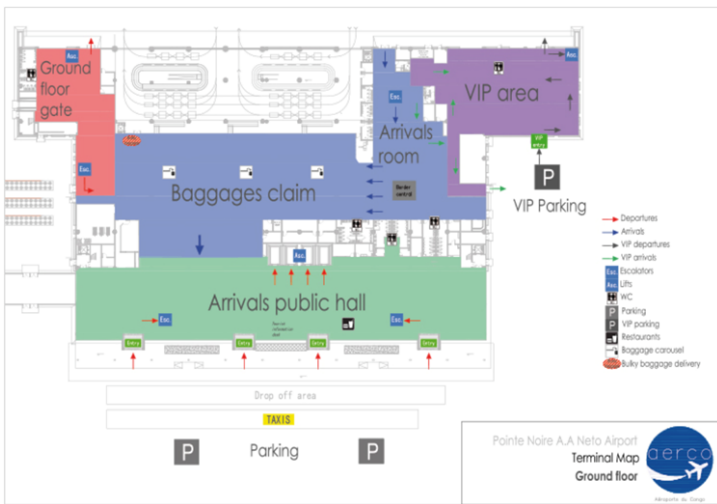 Asc.
Asc.
Ground
floor
gate
VIP area
Esc.
Arrivals
room
VIP
entry
P
Esc.
Baggages claim
Border
control
VIP Parking
Departures
Arrivals
VIP departures
VIP arrivals
Esc. Escalators
Asc. Lifts
WC
P Parking
P VIP parking
Restaurants
Baggage carousel
Bulky baggage delivery
Asc.
Arrivals public hall
Esc.
Esc.
Entry
Entry
Entry
Entry
Drop off area
TAXIS
P
Parking
P
Pointe Noire A.A Neto Airport
Terminal Map
Ground floor
aerco
Aéroports du Congo